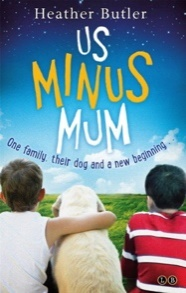 Heather Butler
US
MINUS
MUM
One family, their dog and a new beginning...
L B